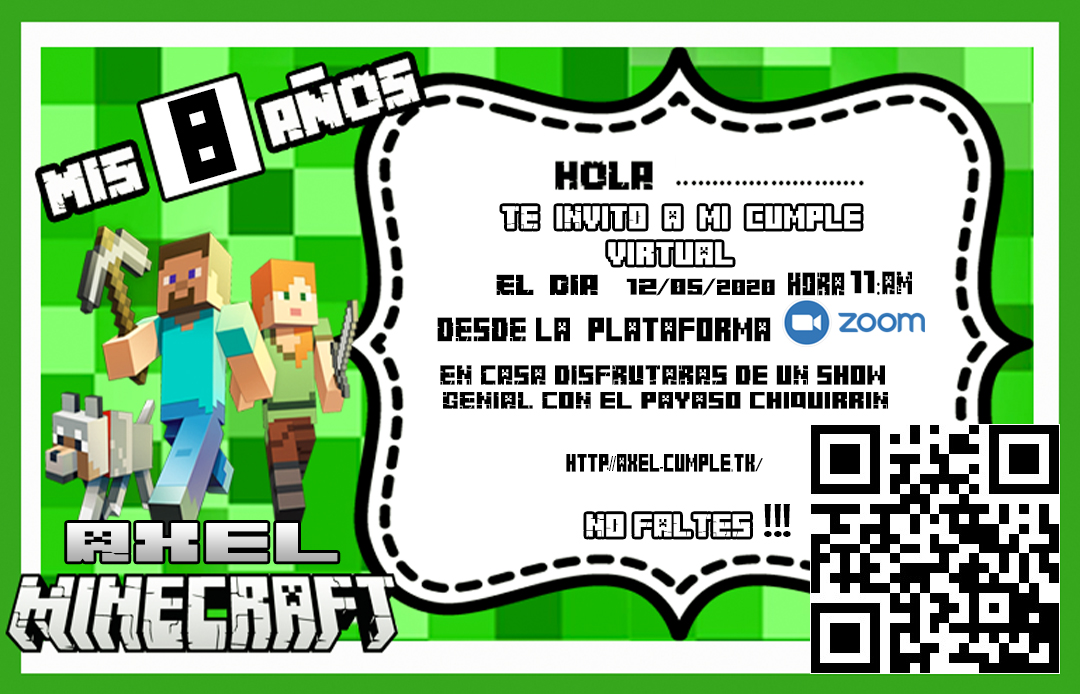 MIS 8 AÑOS
HOLA ..........................
TE INVITO A MI CUMPLE
VIRTUAL
EL DIA 12/05/2020 HORA 11:AM
DESDE LA PLATAFORMA zoom
EN CASA DISFRUTARAS DE UN SHOW
GENIAL CON EL PAYASO CHIQUIRRIN
HTTP//AXEL.CUMPLE.TK/
NO FALTES !!!
AXEL
MINECRAFT